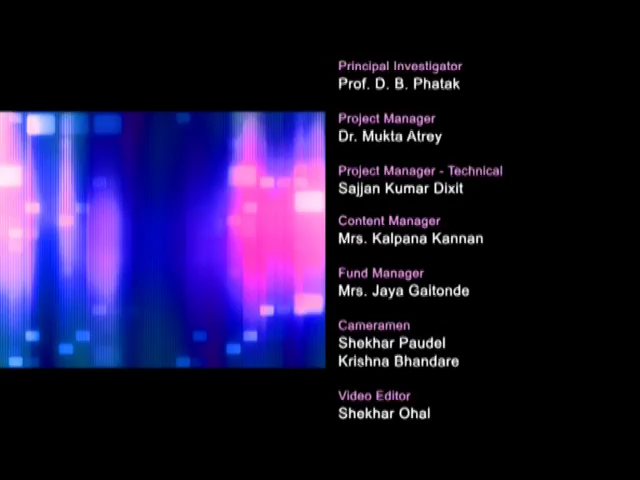 Principal Investigator
Prof. D. B. Phatak
Project Manager
Dr. Mukta Atrey
Project Manager - Technical
Sajjan Kumar Dixit
Content Manager
Mrs. Kalpana Kannan
Fund Manager
Mrs. Jaya Gaitonde
Cameramen
Shekhar Paudel
Krishna Bhandare
Video Editor
Shekhar Ohal